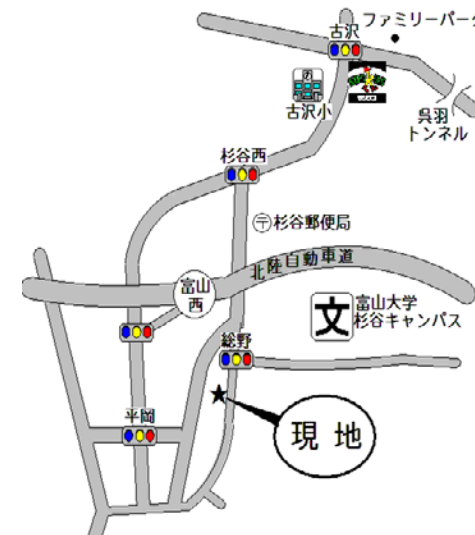 ファミリーパーク
古沢
古沢小
呉羽
トンネル
杉谷西
〒杉谷郵便局
北陸自動車道
富山
西
文
富山大学
杉谷キャンパス
総野
平岡
★
現地